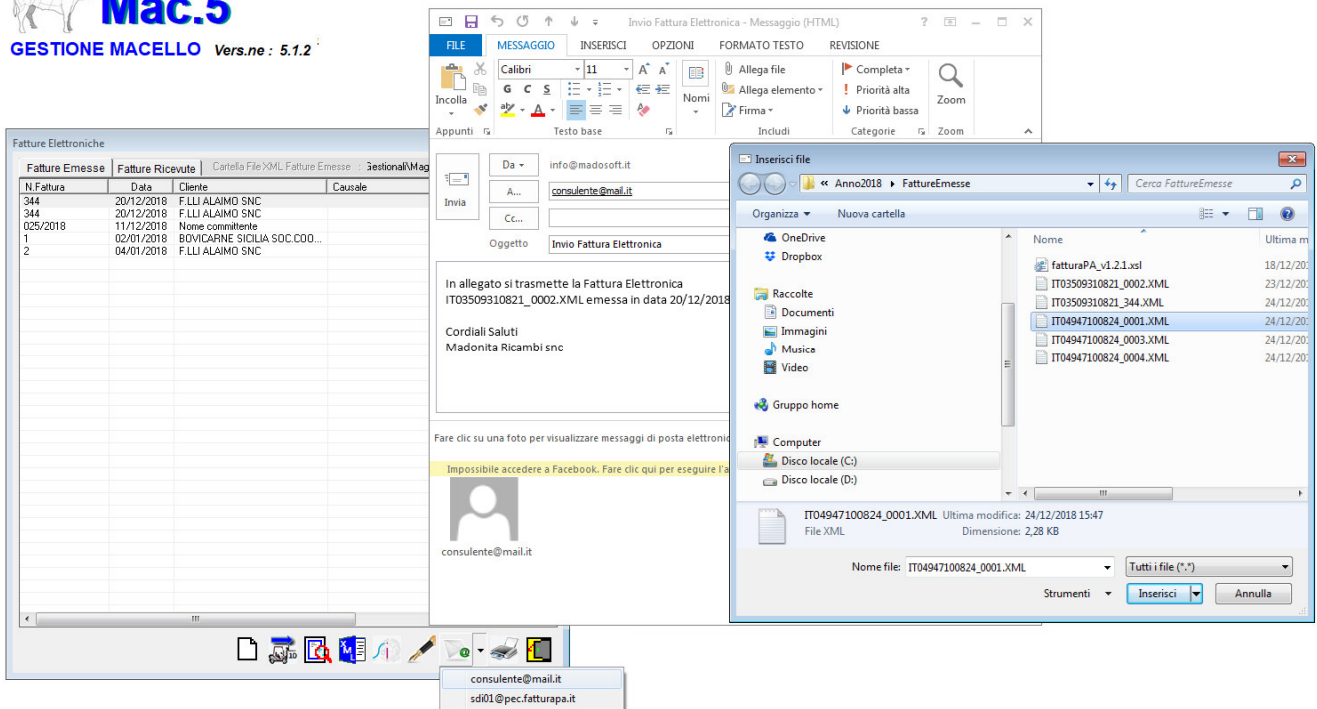 Mac.5
GESTIONE MACELLO Vers.ne : 5.1.2
Fatture Elettroniche
Fatture Emesse Fatture Ricevute Cartella File XML Fatture Emesse : Gestionali\Mag
N.Fattura Data Cliente Causale
344 20/12/2018 F.LLI ALAIMO SNC
344 20/12/2018 F.LLI ALAIMO SNC
025/2018 11/12/2018 Nome committente
1 02/01/2018 BOVICARNE SICILIA SOC.COO...
2 04/01/2018 F.LLI ALAIMO SNC
consulente@mail.it
sdi01@pec.fatturapa.it
Invio Fattura Elettronica - Messaggio (HTML)
FILE MESSAGGIO INSERISCI OPZIONI FORMATO TESTO REVISIONE
Incolla
Calibri 11
G C S
Nomi
Allega file
Allega elemento
Firma
Completa
Priorità alta
Priorità bassa
Zoom
Appunti Testo base Includi Categorie Zoom
Invia
Da info@madosoft.it
A... consulente@mail.it
Cc...
Oggetto Invio Fattura Elettronica
In allegato si trasmette la Fattura Elettronica
IT03509310821_0002.XML emessa in data 20/12/2018
Cordiali Saluti
Madonita Ricambi snc
Fare clic su una foto per visualizzare messaggi di posta elettronic
Impossibile accedere a Facebook. Fare clic qui per eseguire l'a
consulente@mail.it
Inserisci file
« Anno2018 FattureEmesse
Cerca FattureEmesse
Organizza Nuova cartella
OneDrive
Dropbox
Raccolte
Documenti
Immagini
Musica
Video
Gruppo home
Computer
Disco locale (C:)
Disco locale (D:)
Nome Ultima m
fatturaPA_v1.2.1.xsl 18/12/20
IT03509310821_0002.XML 23/12/20
IT03509310821_344.XML 24/12/20
IT04947100824_0001.XML 24/12/20
IT04947100824_0003.XML 24/12/20
IT04947100824_0004.XML 24/12/20
IT04947100824_0001.XML Ultima modifica: 24/12/2018 15:47
File XML Dimensione: 2,28 KB
Nome file: IT04947100824_0001.XML Tutti i file (*.*)
Strumenti Inserisci Annulla